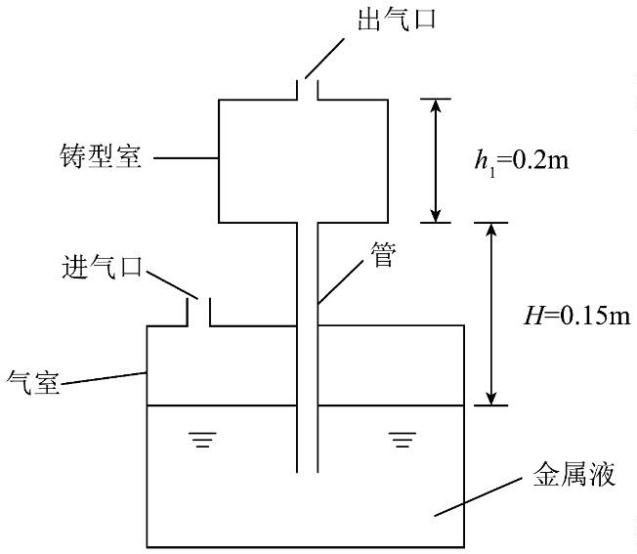 出气口
铸型室
h₁=0.2m
进气口
管
H=0.15m
气室
金属液